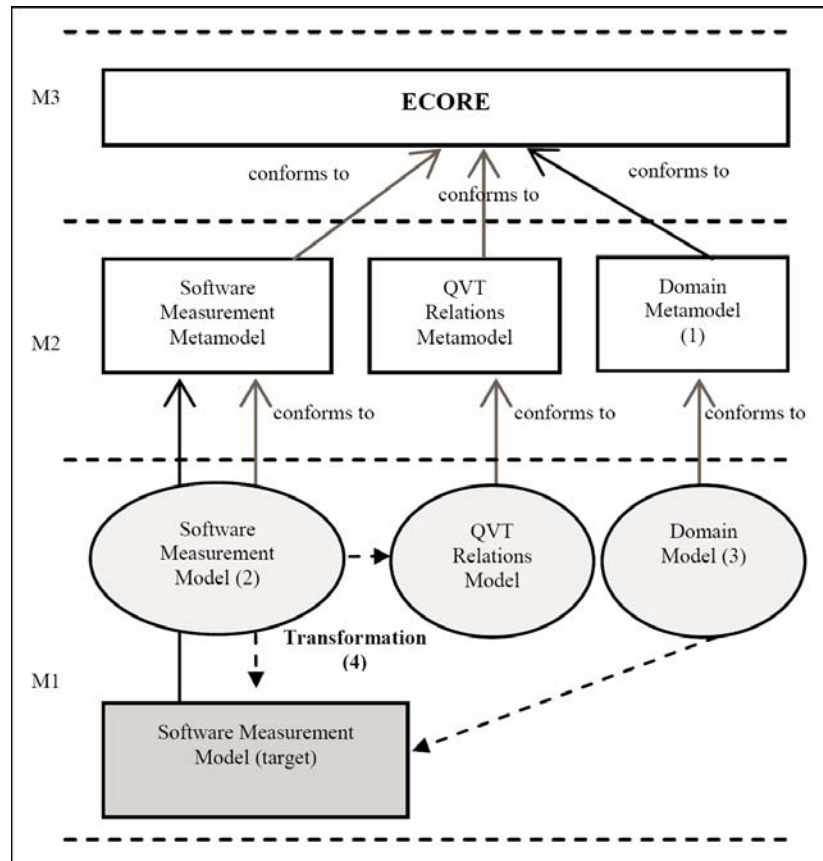 M3
ECORE
conforms to
conforms to
conforms to
M2
Software
Measurement
Metamodel
QVT
Relations
Metamodel
Domain
Metamodel
(1)
conforms to
conforms to
conforms to
Software
Measurement
Model (2)
QVT
Relations
Model
Domain
Model (3)
Transformation
(4)
M1
Software Measurement
Model (target)